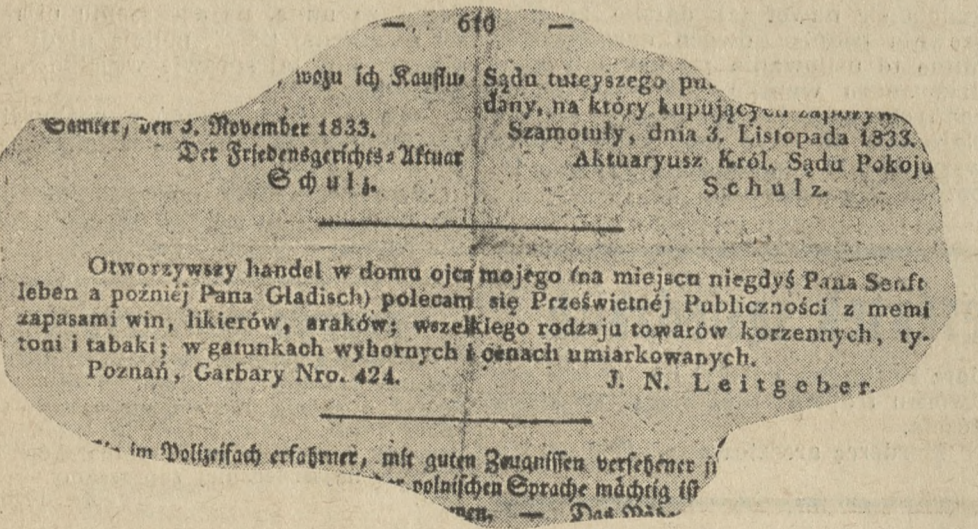 — 610 —
wozu ich Kauflu-
Samter, den 3. November 1833.
Der Friedensgerichts-Aktuar
Schulz.
Sądu tuteyszego
dany, na który kupujących
Szamotuły, dnia 3. Listopada 1833.
Aktuaryusz Król. Sądu Pokoju
Schulz.
Otworzywszy handel w domu ojca mojego (na miejscu niegdyś Pana Senft
leben a poźniéj Pana Gladisch) polecam się Prześwietnéj Publiczności z memi
zapasami win, likierów, araków; wszelkiego rodzaju towarów korzennych, ty-
toni i tabaki; w gatunkach wybornych i cenach umiarkowanych.
Poznań, Garbary Nro. 424.
J. N. Leitgeber.
im Polizeifach erfahrner, mit guten Zeugnissen versehener
polnischen Sprache mächtig ist
— Das